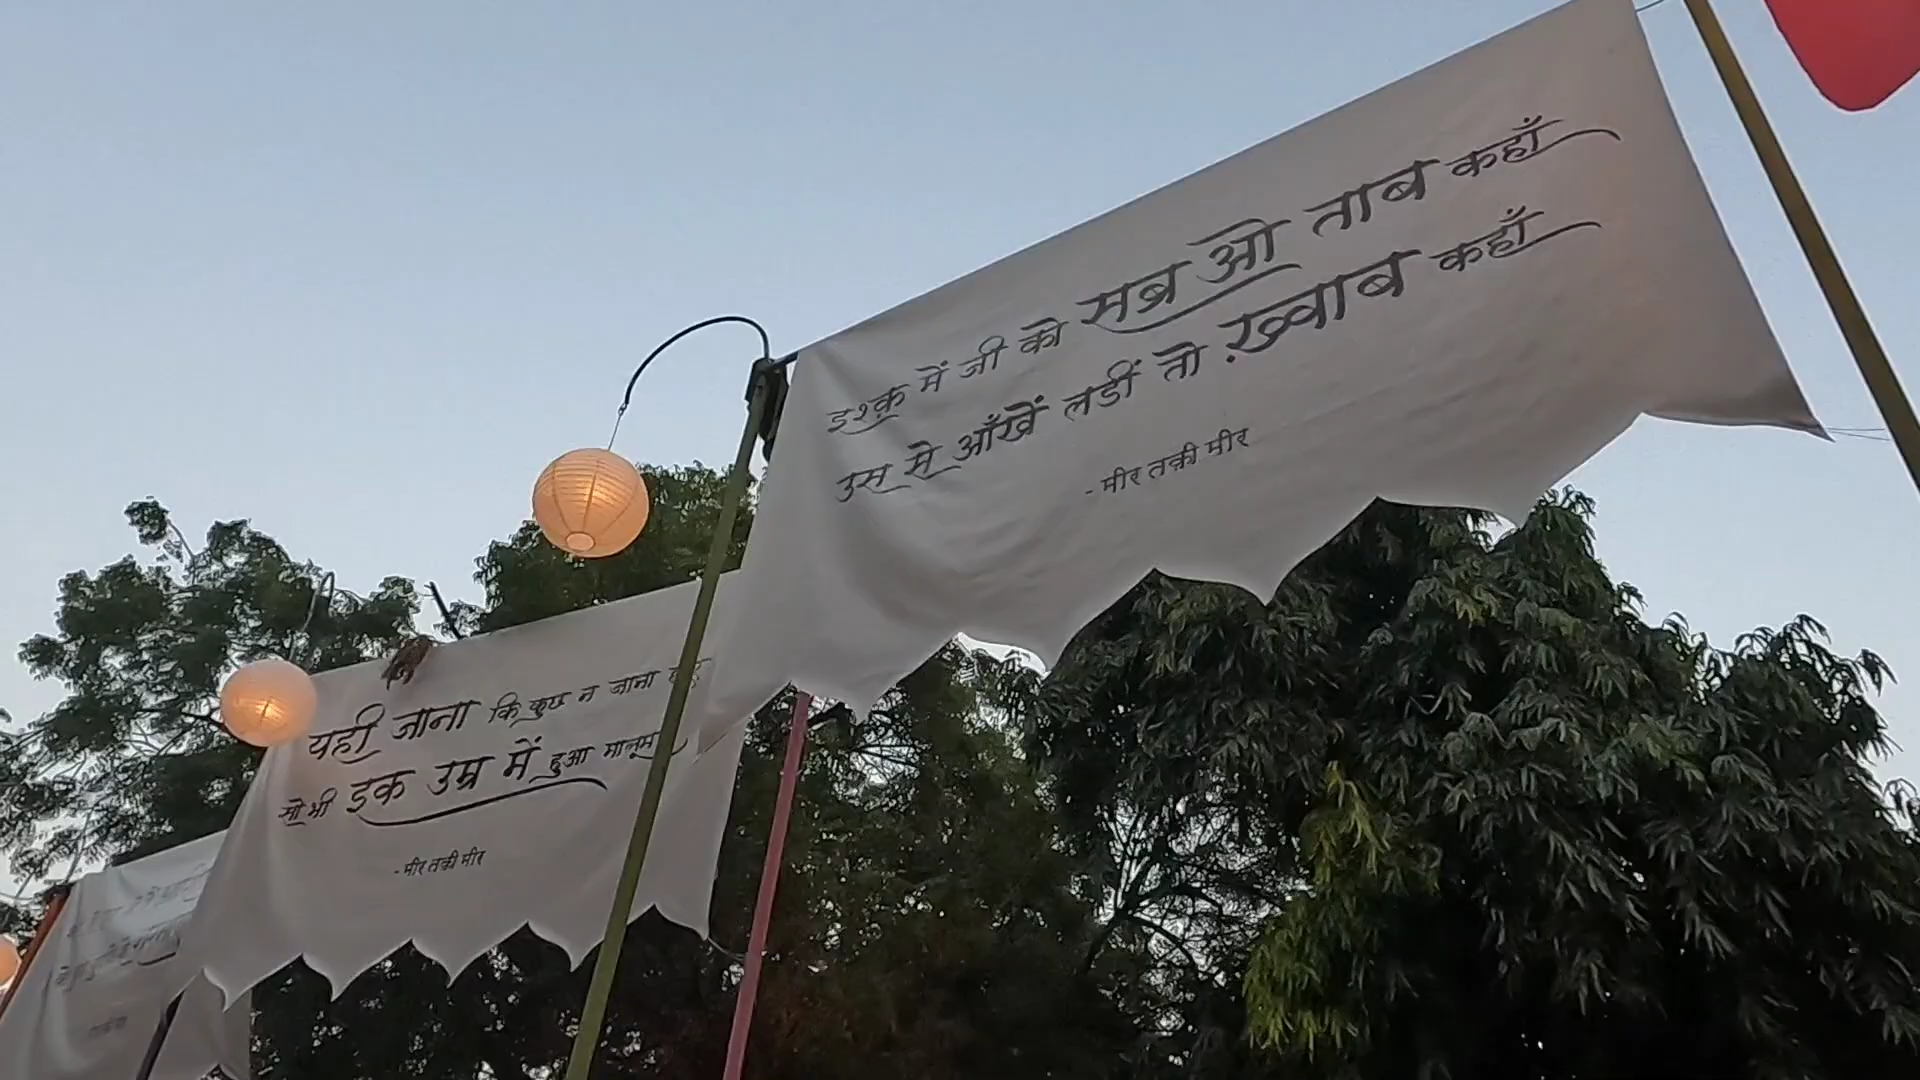 इश्क़ में जी को सब्र ओ ताब कहाँ
उस से आँखें लडीं तो ख़्वाब कहाँ
- मीर तक़ी मीर
यही जाना कि कुछ न जाना
सो भी इक उम्र में हुआ मालूम
- मीर तक़ी मीर